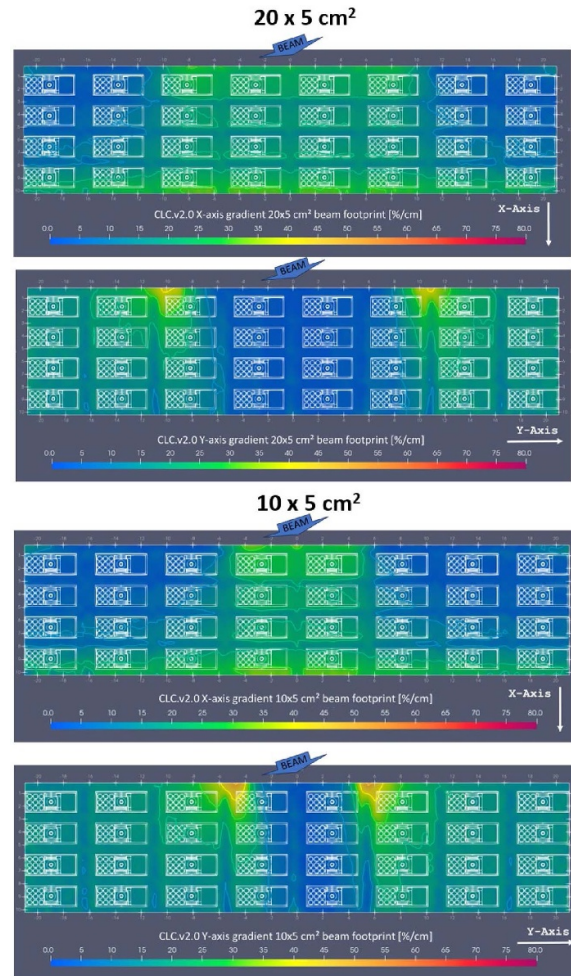 20 x 5 cm²
BEAM
X-Axis
CLC.v2.0 X-axis gradient 20x5 cm² beam footprint [%/cm]
0.0 5 10 15 20 25 30 35 40 45 50 55 60 65 70 75 80.0
BEAM
CLC.v2.0 Y-axis gradient 20x5 cm² beam footprint [%/cm]
Y-Axis
0.0 5 10 15 20 25 30 35 40 45 50 55 60 65 70 75 80.0
10 x 5 cm²
BEAM
X-Axis
CLC.v2.0 X-axis gradient 10x5 cm² beam footprint [%/cm]
0.0 5 10 15 20 25 30 35 40 45 50 55 60 65 70 75 80.0
BEAM
CLC.v2.0 Y-axis gradient 10x5 cm² beam footprint [%/cm]
Y-Axis
0.0 5 10 15 20 25 30 35 40 45 50 55 60 65 70 75 80.0